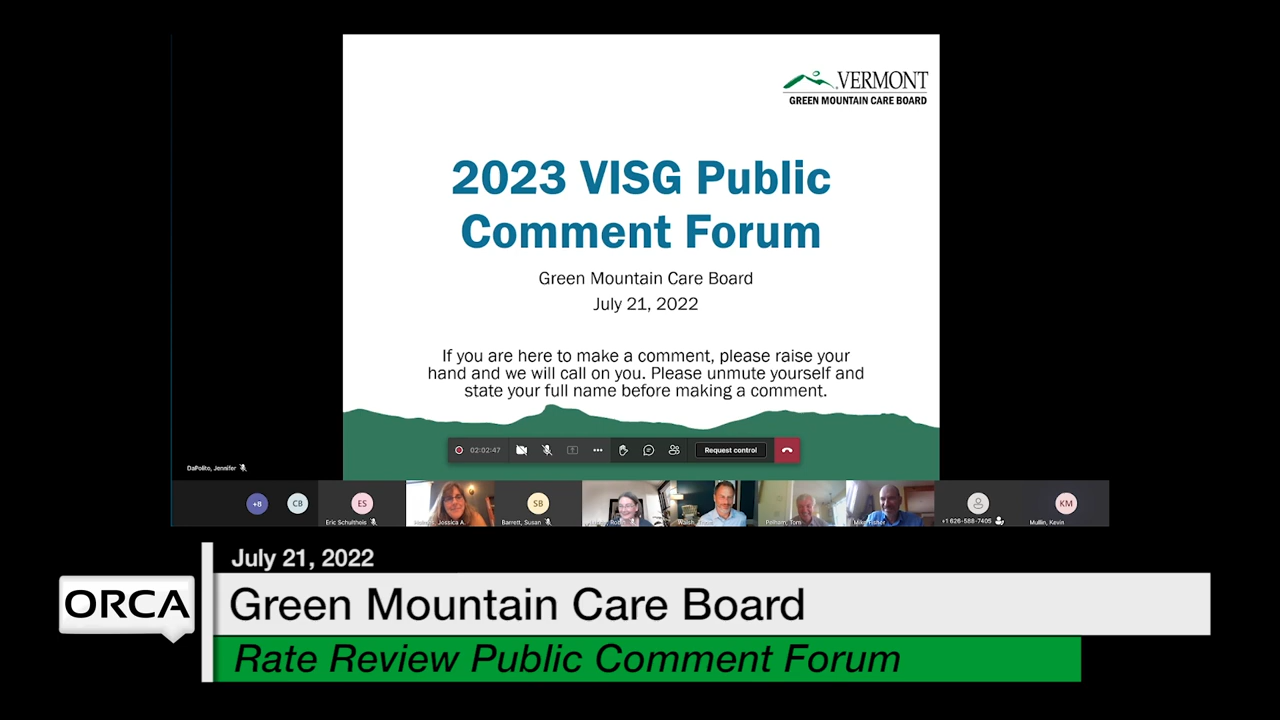 VERMONT
GREEN MOUNTAIN CARE BOARD
2023 VISG Public
Comment Forum
Green Mountain Care Board
July 21, 2022
If you are here to make a comment, please raise your
hand and we will call on you. Please unmute yourself and
state your full name before making a comment.
02:02:47
Request control
DaPolito, Jennifer
+8
CB
ES
SB
KM
Eric Schultheis
Jessica A.
Barrett, Susan
Pelham, Tom
Mike Fisher
+1 626-588-7405
Mullin, Kevin
July 21, 2022
ORCA
Green Mountain Care Board
Rate Review Public Comment Forum